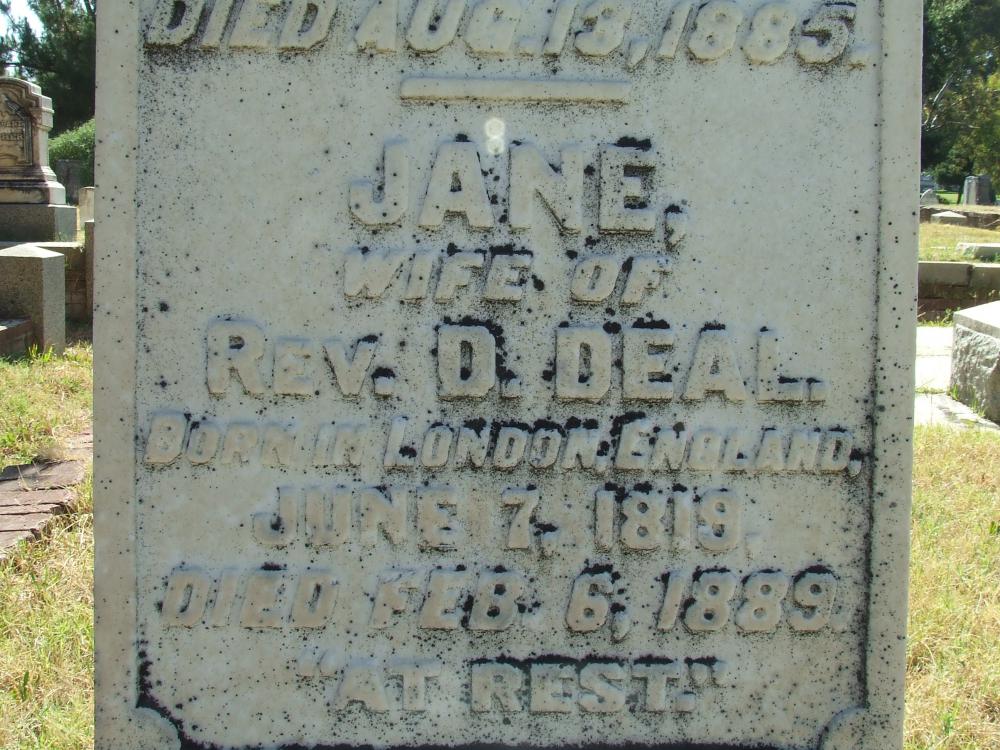 DIED AUG. 13, 1885.
JANE,
WIFE OF
REV. D. DEAL.
BORN IN LONDON, ENGLAND,
JUNE 17, 1819,
DIED FEB. 6, 1889.
"AT REST."